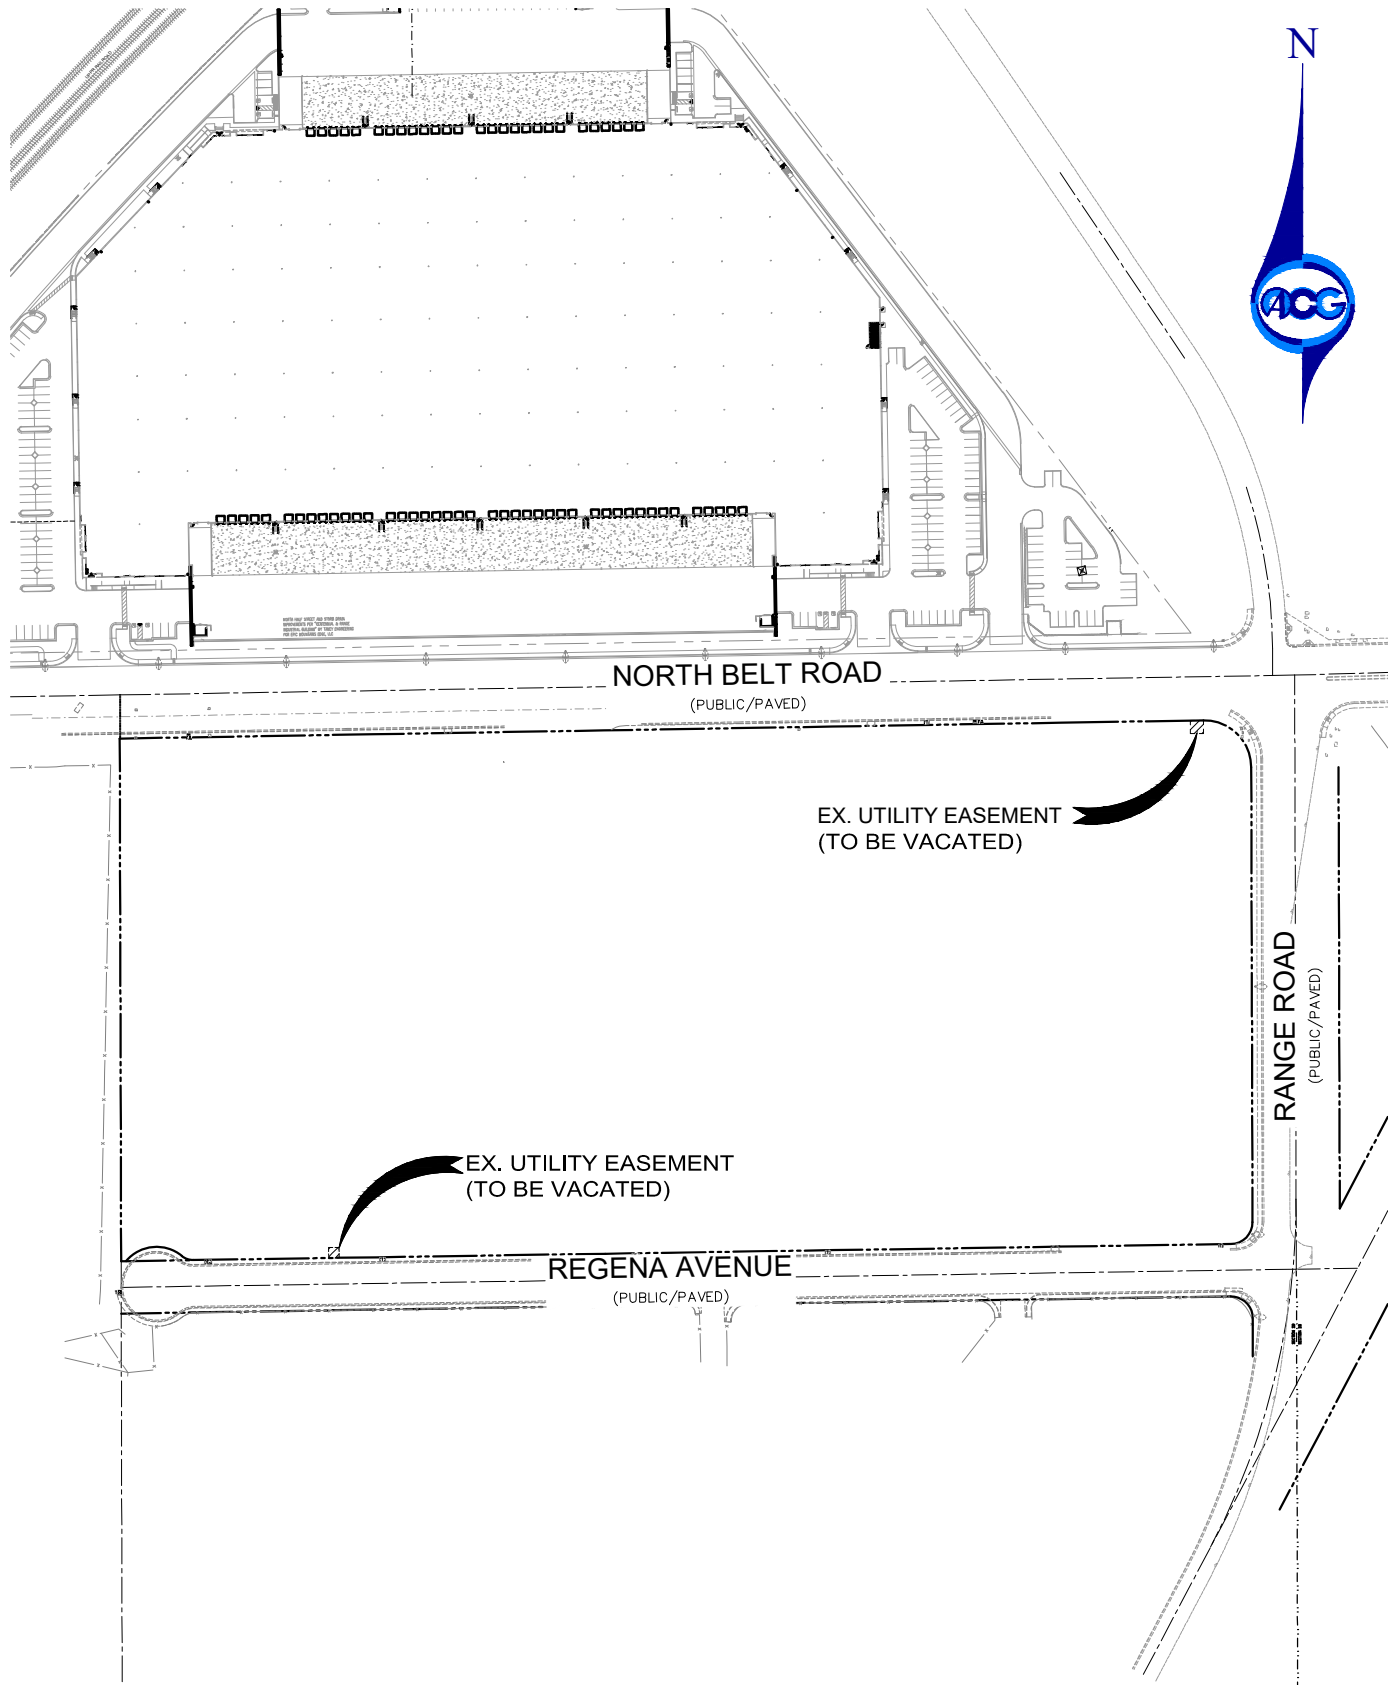 N
ACG
NORTH BELT ROAD
(PUBLIC/PAVED)
EX. UTILITY EASEMENT
(TO BE VACATED)
RANGE ROAD
(PUBLIC/PAVED)
EX. UTILITY EASEMENT
(TO BE VACATED)
REGENA AVENUE
(PUBLIC/PAVED)